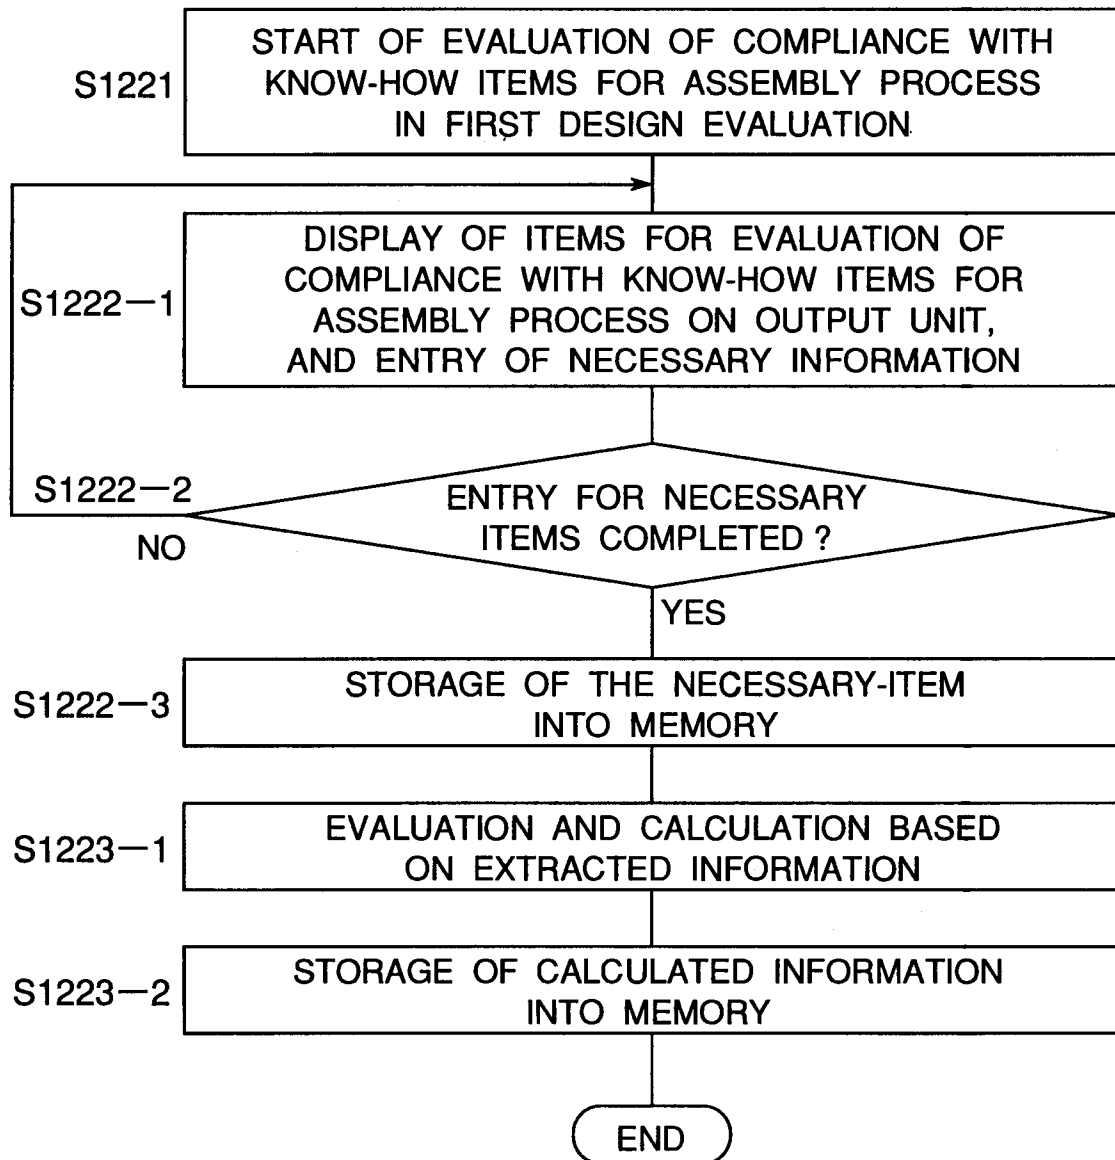 START OF EVALUATION OF COMPLIANCE WITH
S1221
KNOW-HOW ITEMS FOR ASSEMBLY PROCESS
IN FIRST DESIGN EVALUATION
DISPLAY OF ITEMS FOR EVALUATION OF
COMPLIANCE WITH KNOW-HOW ITEMS FOR
S1222-1
ASSEMBLY PROCESS ON OUTPUT UNIT,
AND ENTRY OF NECESSARY INFORMATION
S1222-2
ENTRY FOR NECESSARY
ITEMS COMPLETED ?
NO
YES
S1222-3
STORAGE OF THE NECESSARY-ITEM
INTO MEMORY
S1223-1
EVALUATION AND CALCULATION BASED
ON EXTRACTED INFORMATION
S1223-2
STORAGE OF CALCULATED INFORMATION
INTO MEMORY
END